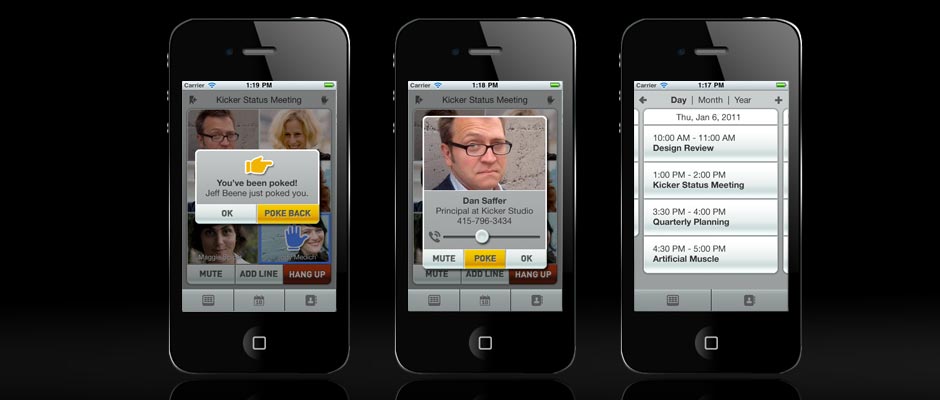 Carrier 1:19 PM
Kicker Status Meeting
You've been poked!
Jeff Beene just poked you.
OK POKE BACK
Maggie
Medich
MUTE ADD LINE HANG UP
10
Carrier 1:18 PM
Kicker Status Meeting
Dan Saffer
Principal at Kicker Studio
415-796-3434
MUTE POKE OK
MUTE ADD LINE HANG UP
10
Carrier 1:17 PM
Day | Month | Year
Thu, Jan 6, 2011
10:00 AM - 11:00 AM
Design Review
1:00 PM - 2:00 PM
Kicker Status Meeting
3:30 PM - 4:00 PM
Quarterly Planning
4:30 PM - 5:00 PM
Artificial Muscle